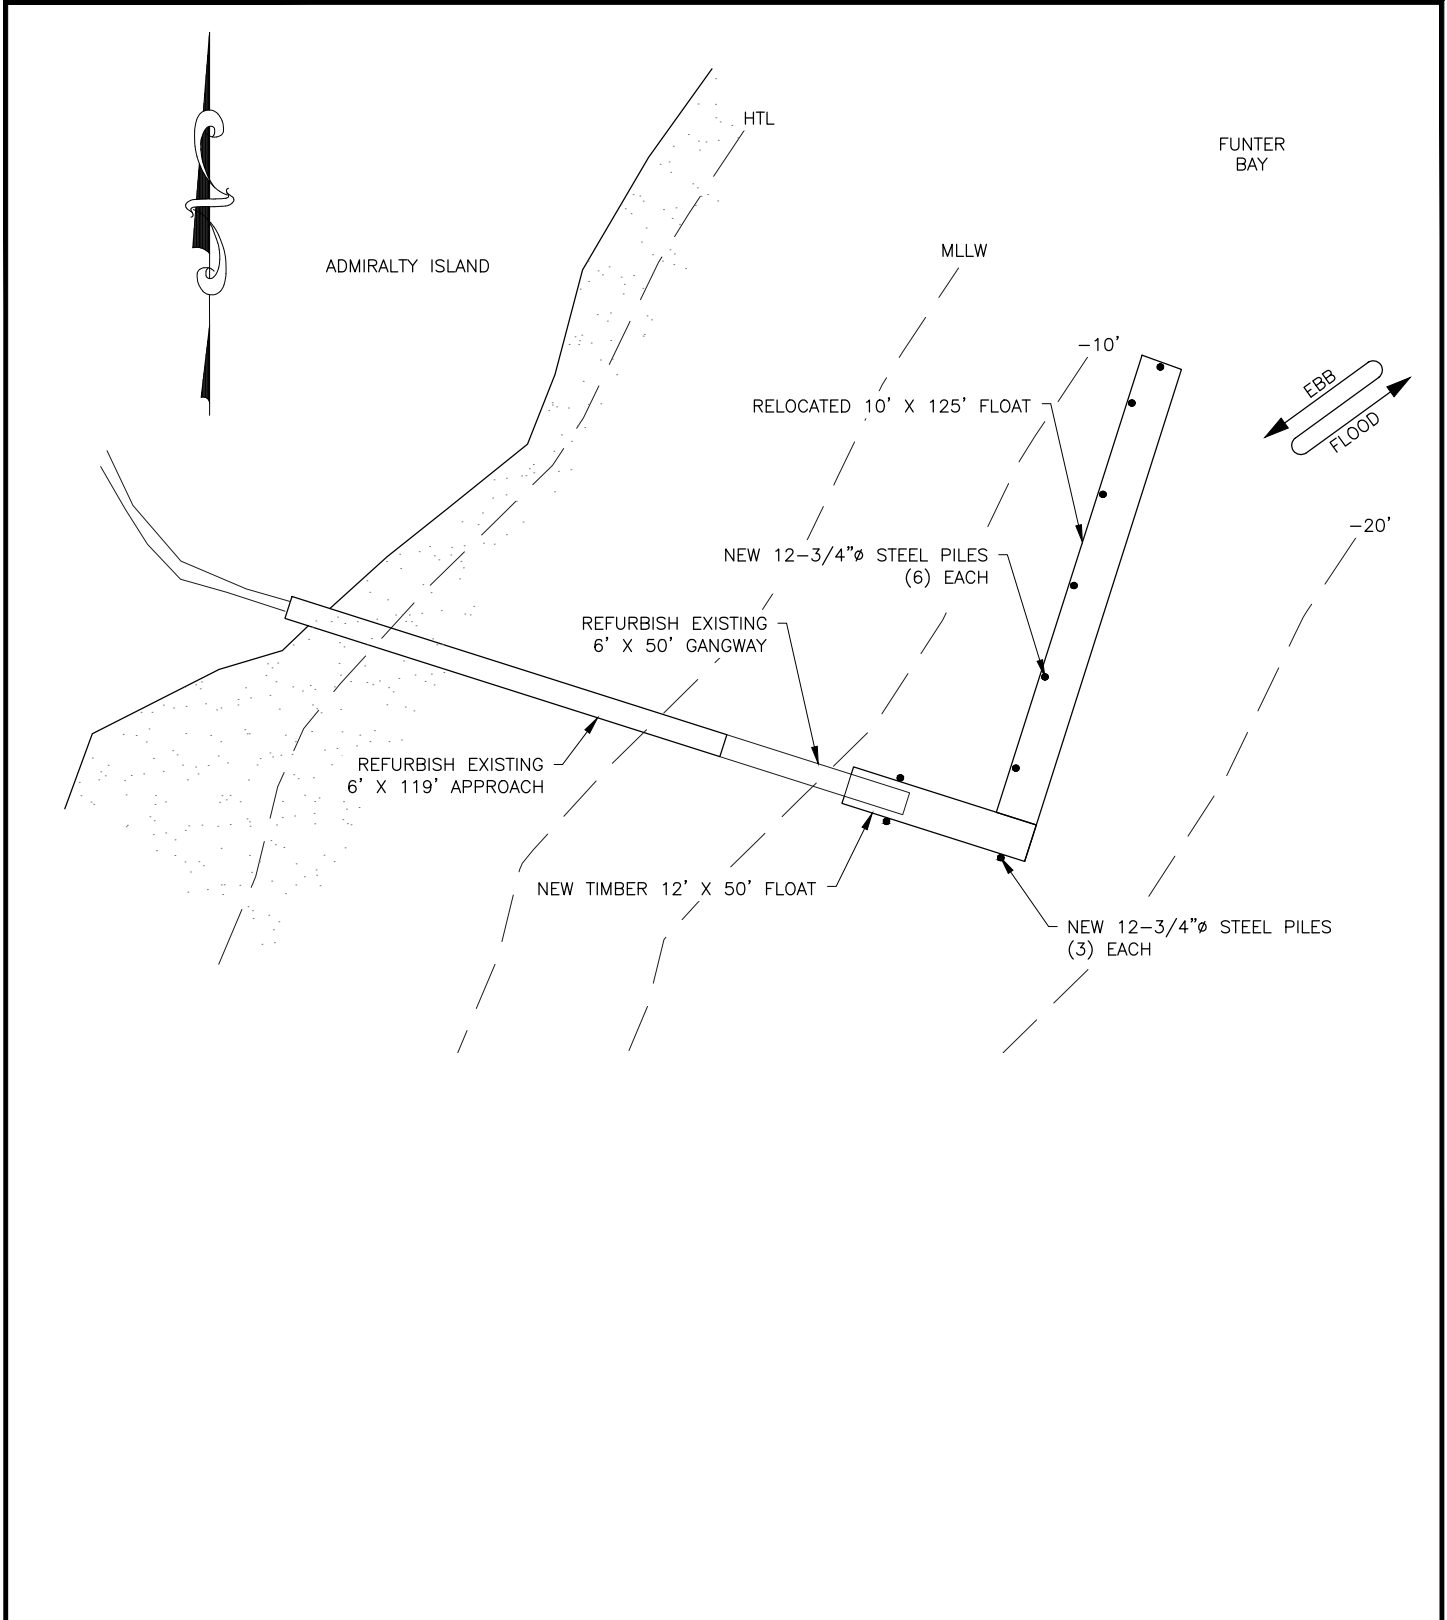 HTL
FUNTER
BAY
MLLW
ADMIRALTY ISLAND
-10'
EBB
FLOOD
RELOCATED 10' X 125' FLOAT
-20'
NEW 12-3/4"ø STEEL PILES
(6) EACH
REFURBISH EXISTING
6' X 50' GANGWAY
REFURBISH EXISTING
6' X 119' APPROACH
NEW TIMBER 12' X 50' FLOAT
NEW 12-3/4"ø STEEL PILES
(3) EACH